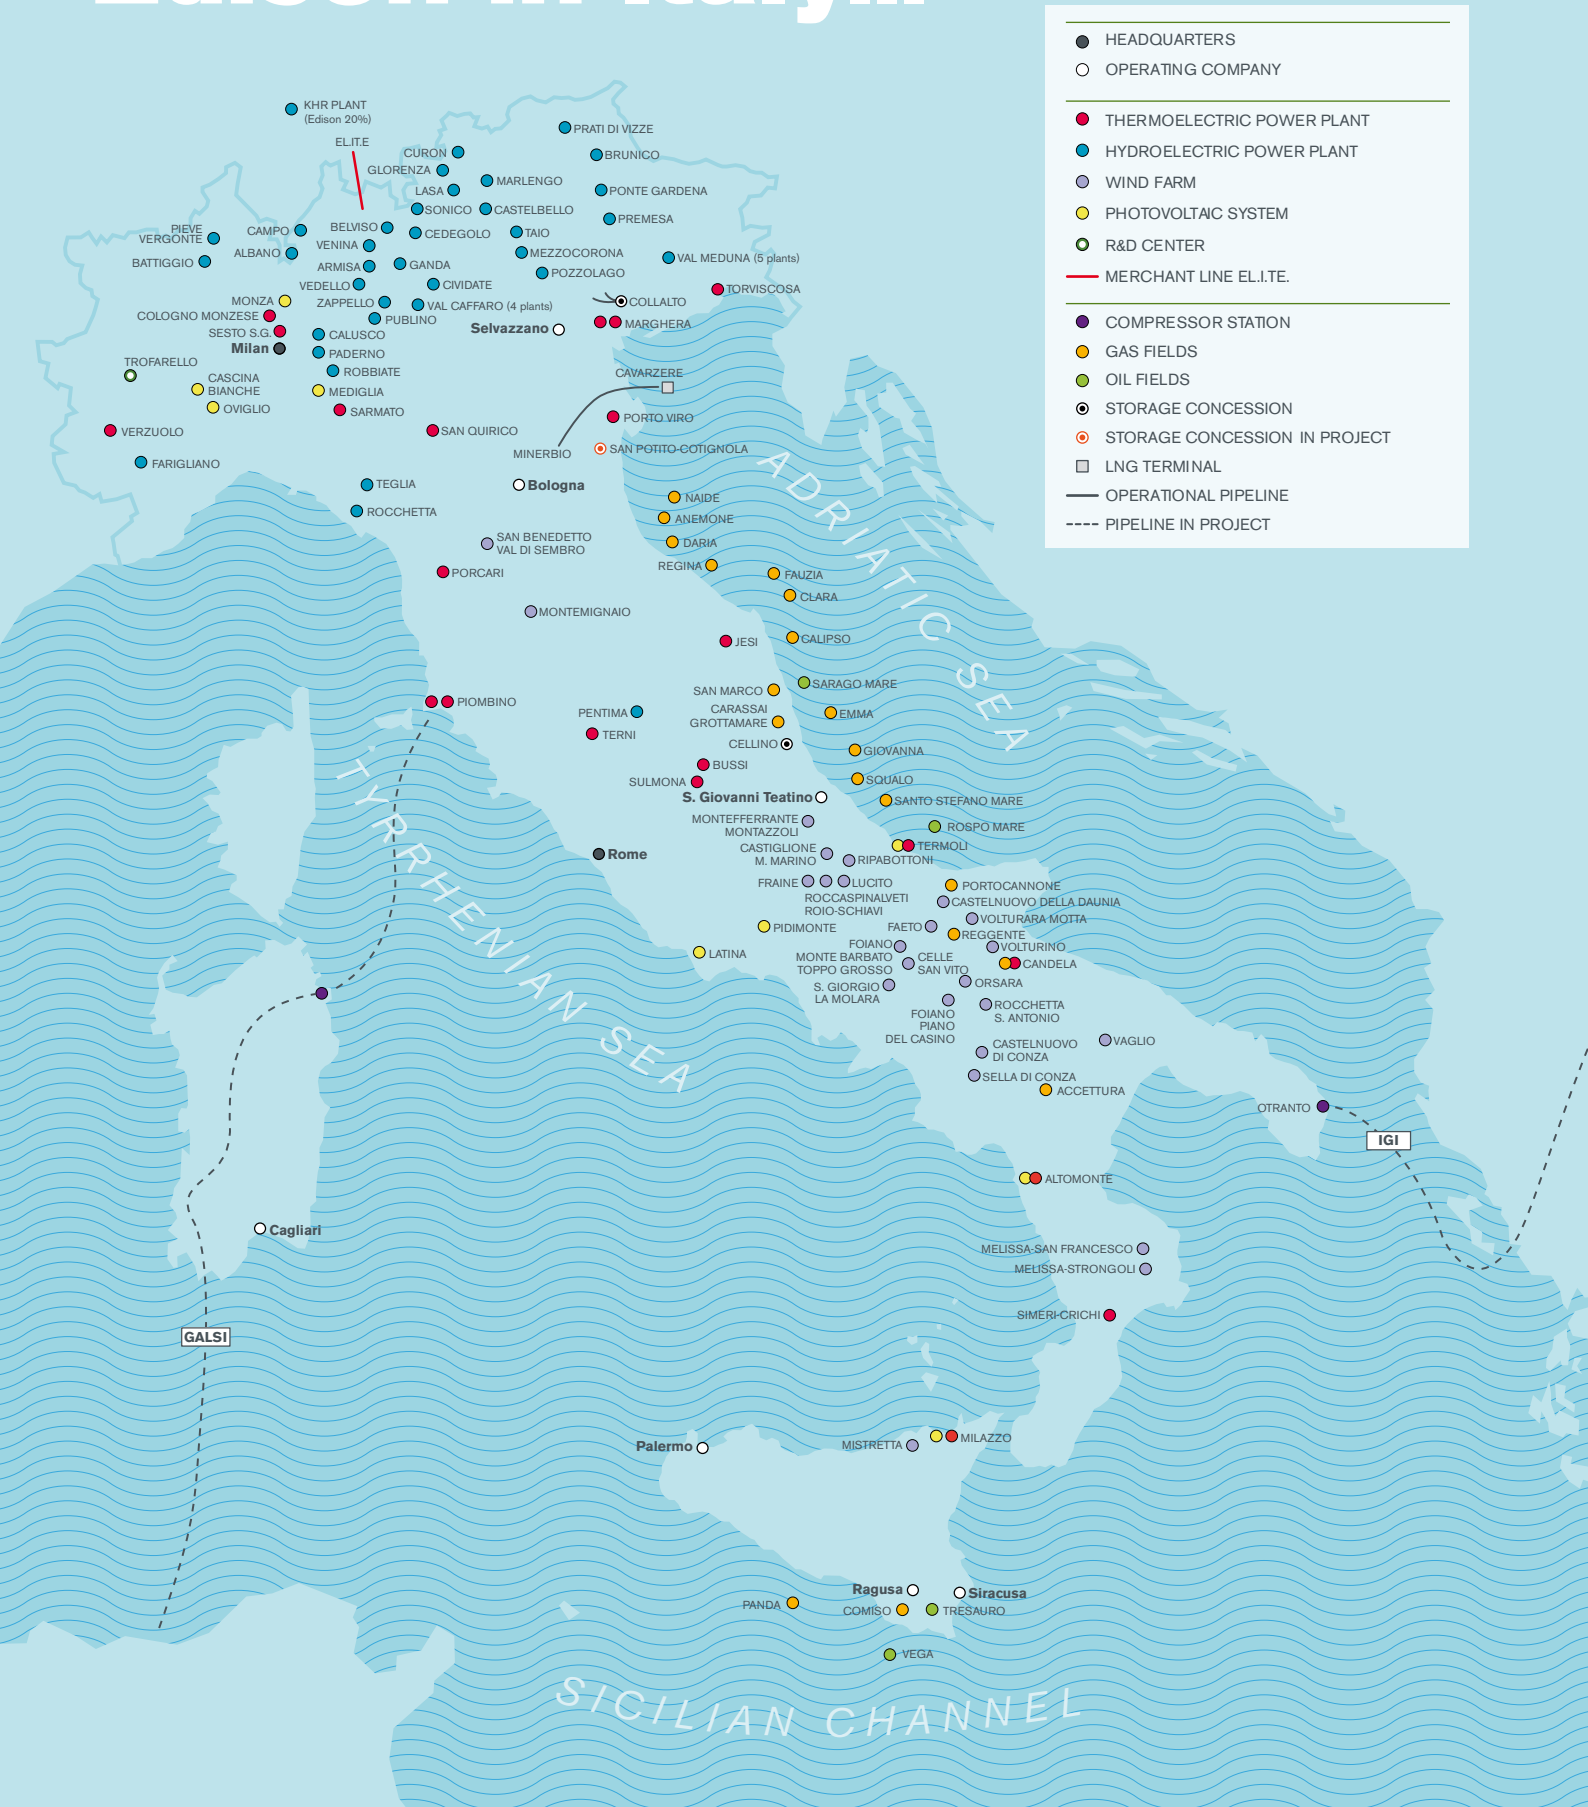 Edison in Italy...
HEADQUARTERS
OPERATING COMPANY
THERMOELECTRIC POWER PLANT
HYDROELECTRIC POWER PLANT
WIND FARM
PHOTOVOLTAIC SYSTEM
R&D CENTER
MERCHANT LINE EL.I.TE.
COMPRESSOR STATION
GAS FIELDS
OIL FIELDS
STORAGE CONCESSION
STORAGE CONCESSION IN PROJECT
LNG TERMINAL
OPERATIONAL PIPELINE
PIPELINE IN PROJECT
KHR PLANT
(Edison 20%)
EL.IT.E
PRATI DI VIZZE
CURON
BRUNICO
GLORENZA
MARLENGO
LASA
PONTE GARDENA
SONICO
CASTELBELLO
PREMESA
PIEVE
VERGONTE
CAMPO
BELVISO
CEDEGOLO
TAIO
VENINA
BATTIGGIO
ALBANO
MEZZOCORONA
VAL MEDUNA (5 plants)
ARMISA
GANDA
POZZOLAGO
VEDELLO
CIVIDATE
TORVISCOSA
MONZA
ZAPPELLO
VAL CAFFARO (4 plants)
COLLALTO
COLOGNO MONZESE
PUBLINO
MARGHERA
SESTO S.G.
CALUSCO
Selvazzano
Milan
PADERNO
TROFARELLO
ROBBIATE
CAVARZERE
CASCINA
BIANCHE
MEDIGLIA
OVIGLIO
SARMATO
PORTO VIRO
VERZUOLO
SAN QUIRICO
MINERBIO
SAN POTITO-COTIGNOLA
FARIGLIANO
TEGLIA
Bologna
NAIDE
ROCCHETTA
ANEMONE
SAN BENEDETTO
VAL DI SEMBRO
DARIA
REGINA
PORCARI
FAUZIA
CLARA
MONTEMIGNAIO
JESI
CALIPSO
ADRIATIC SEA
SAN MARCO
SARAGO MARE
PIOMBINO
PENTIMA
CARASSAI
GROTTAMARE
EMMA
TERNI
CELLINO
GIOVANNA
BUSSI
SULMONA
SQUALO
S. Giovanni Teatino
SANTO STEFANO MARE
MONTEFERRANTE
MONTAZZOLI
ROSPO MARE
TERMOLI
Rome
CASTIGLIONE
M. MARINO
RIPABOTTONI
FRAINE
LUCITO
ROCCASPINALVETI
ROIO-SCHIAVI
PORTOCANNONE
CASTELNUOVO DELLA DAUNIA
VOLTURARA MOTTA
PIDIMONTE
FAETO
REGGENTE
LATINA
FOIANO
MONTE BARBATO
TOPPO GROSSO
VOLTURINO
CELLE
SAN VITO
CANDELA
S. GIORGIO
LA MOLARA
ORSARA
ROCCHETTA
S. ANTONIO
FOIANO
PIANO
DEL CASINO
TYRRHENIAN SEA
CASTELNUOVO
DI CONZA
VAGLIO
SELLA DI CONZA
ACCETTURA
OTRANTO
IGI
ALTOMONTE
Cagliari
MELISSA-SAN FRANCESCO
MELISSA-STRONGOLI
SIMERI-CRICHI
GALSI
Palermo
MISTRETTA
MILAZZO
Ragusa
Siracusa
PANDA
COMISO
TRESAURO
VEGA
SICILIAN CHANNEL